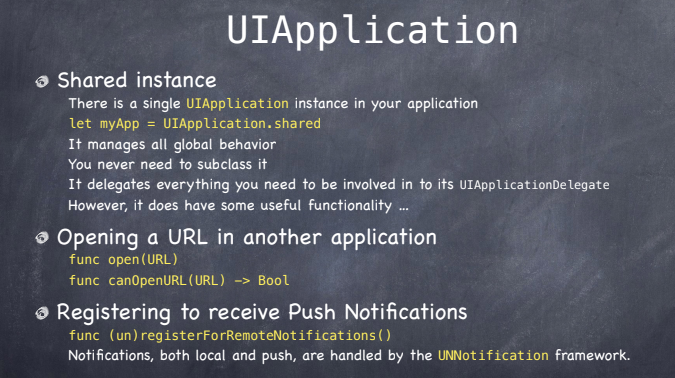 UIApplication
Shared instance
There is a single UIApplication instance in your application
let myApp = UIApplication.shared
It manages all global behavior
You never need to subclass it
It delegates everything you need to be involved in to its UIApplicationDelegate
However, it does have some useful functionality ...
Opening a URL in another application
func open(URL)
func canOpenURL(URL) -> Bool
Registering to receive Push Notifications
func (un)registerForRemoteNotifications()
Notifications, both local and push, are handled by the UNNotification framework.